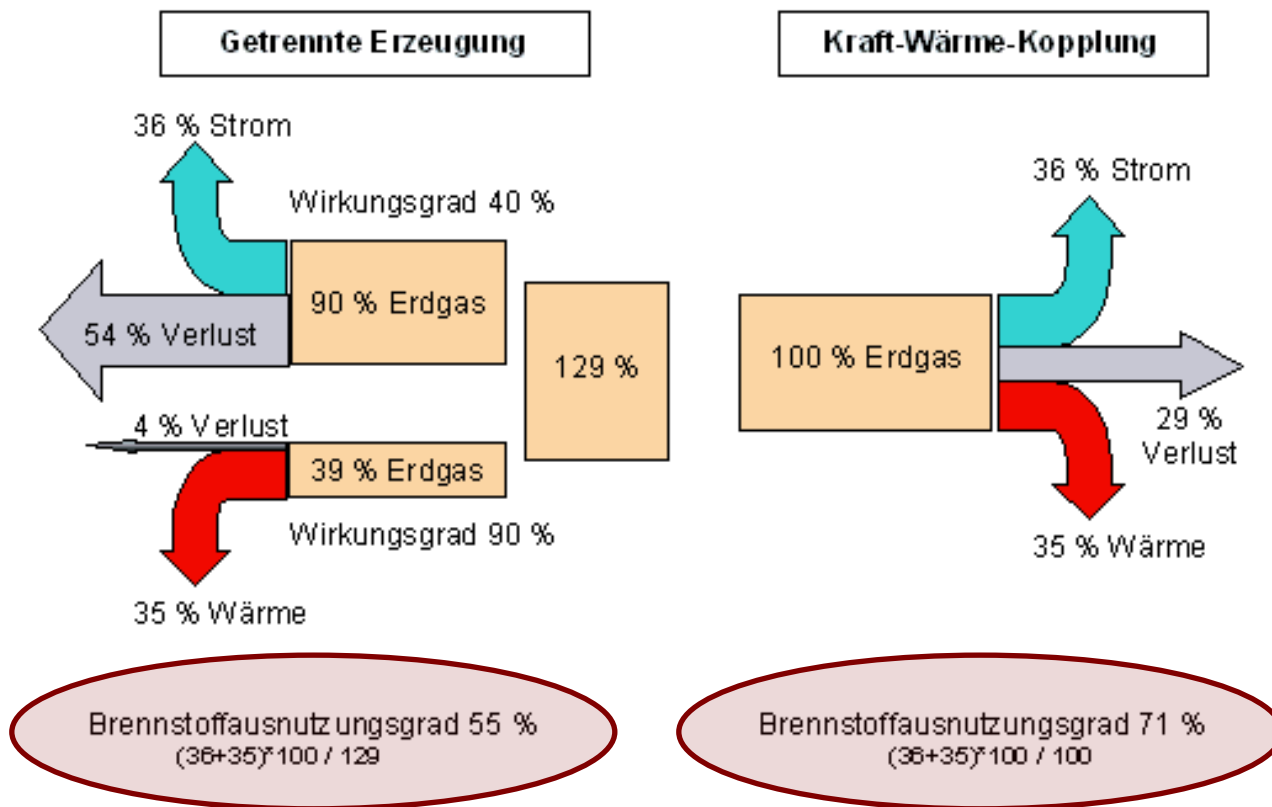 Getrennte Erzeugung
36 % Strom
Wirkungsgrad 40 %
90 % Erdgas
54 % Verlust
129 %
4 % Verlust
39 % Erdgas
Wirkungsgrad 90 %
35 % Wärme
Brennstoffausnutzungsgrad 55 %
(36+35)*100 / 129
Kraft-Wärme-Kopplung
36 % Strom
100 % Erdgas
29 %
Verlust
35 % Wärme
Brennstoffausnutzungsgrad 71 %
(36+35)*100 / 100